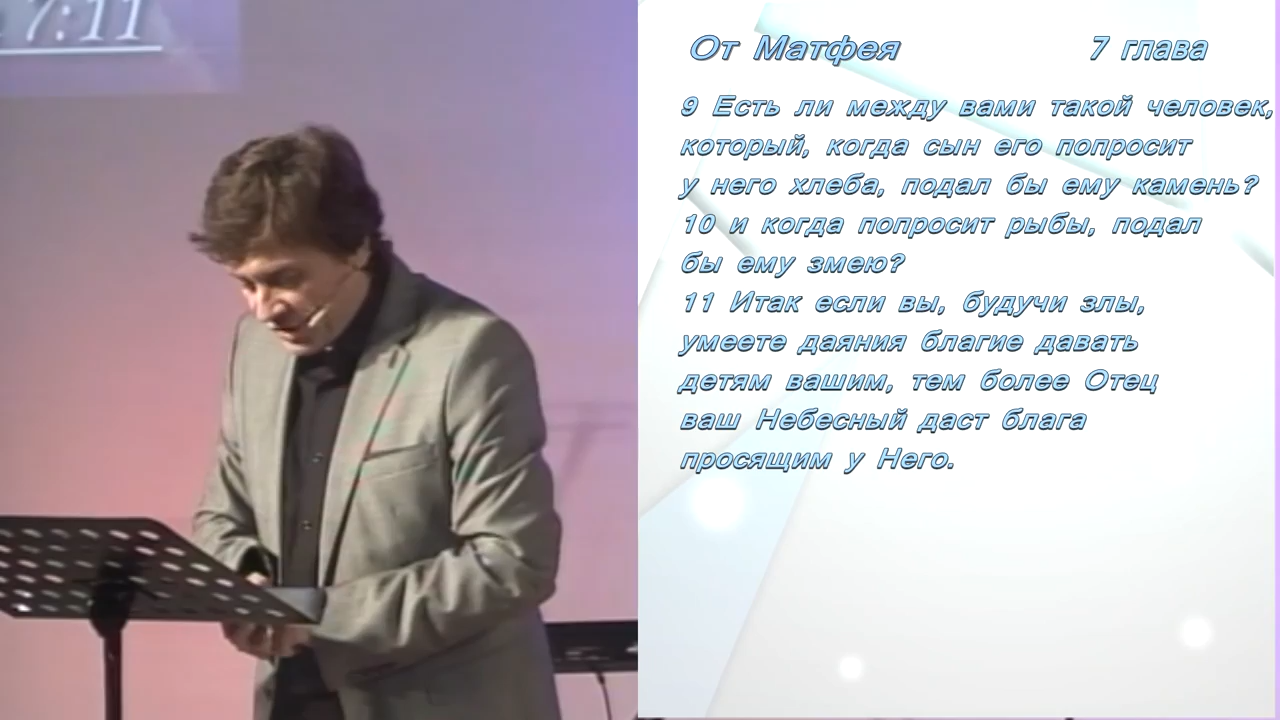 7:11
От Матфея 7 глава
9 Есть ли между вами такой человек,
который, когда сын его попросит
у него хлеба, подал бы ему камень?
10 и когда попросит рыбы, подал
бы ему змею?
11 Итак если вы, будучи злы,
умеете даяния благие давать
детям вашим, тем более Отец
ваш Небесный даст блага
просящим у Него.